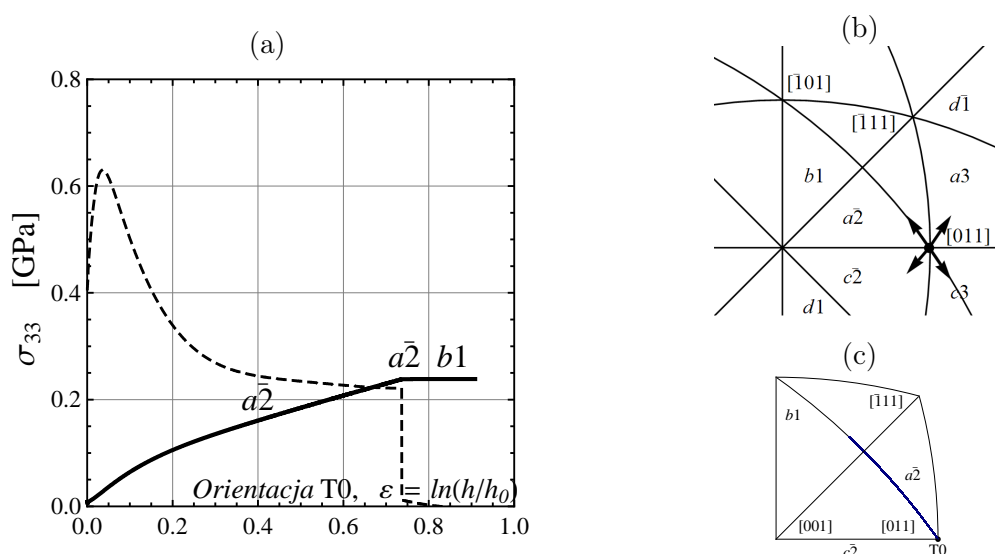 (a)
0.8
0.6
0.4
0.2
0.0
σ₃₃ [GPa]
a2̄
a2̄ b1
Orientacja T0, ε = ln(h/h₀)
0.0 0.2 0.4 0.6 0.8 1.0
(b)
[1̄01]
d1̄
[1̄11]
b1
a3
a2̄
[011]
c2̄
c3
d1
(c)
[1̄11]
b1
a2̄
[001] [011]
T0